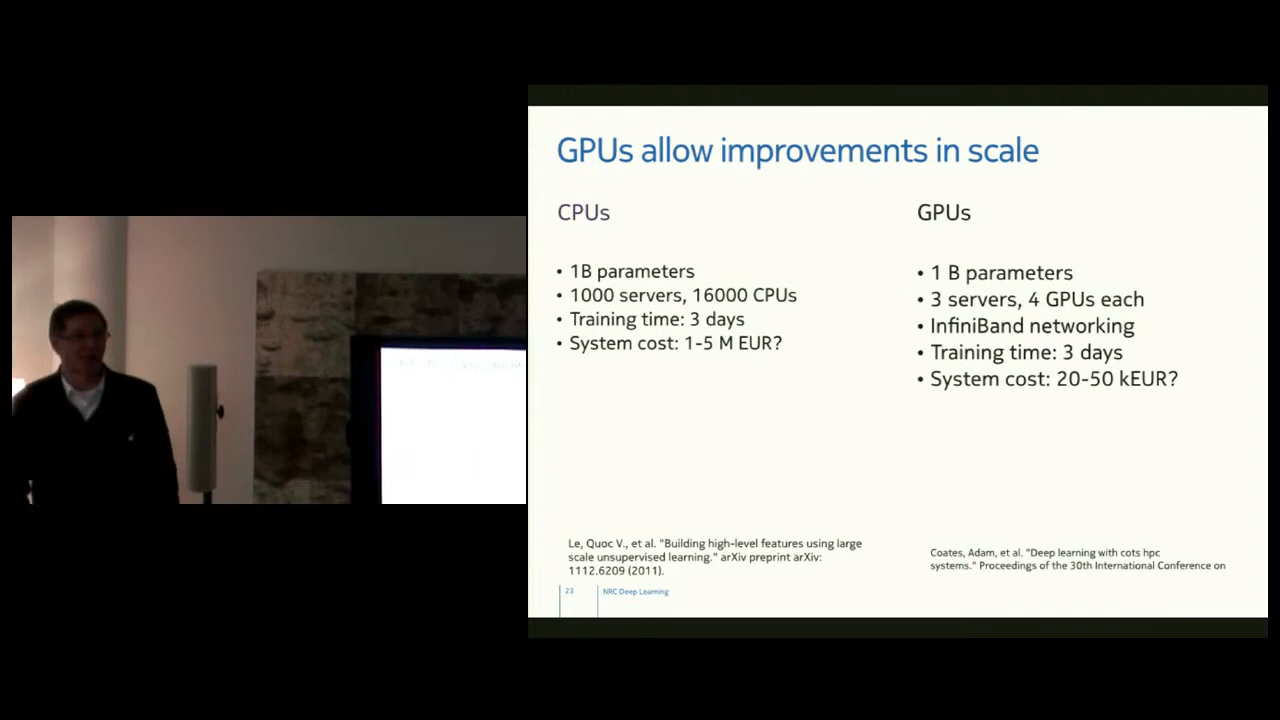 GPUs allow improvements in scale
CPUs
• 1B parameters
• 1000 servers, 16000 CPUs
• Training time: 3 days
• System cost: 1-5 M EUR?
GPUs
• 1 B parameters
• 3 servers, 4 GPUs each
• InfiniBand networking
• Training time: 3 days
• System cost: 20-50 kEUR?
Le, Quoc V., et al. "Building high-level features using large
scale unsupervised learning." arXiv preprint arXiv:
1112.6209 (2011).
Coates, Adam, et al. "Deep learning with cots hpc
systems." Proceedings of the 30th International Conference on
23 NRC Deep Learning